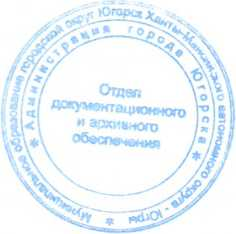 Муниципальное образование городской округ Югорск Ханты-Мансийского автономного округа - Югры
* Администрация города Югорска *
Отдел
документационного
и архивного
обеспечения